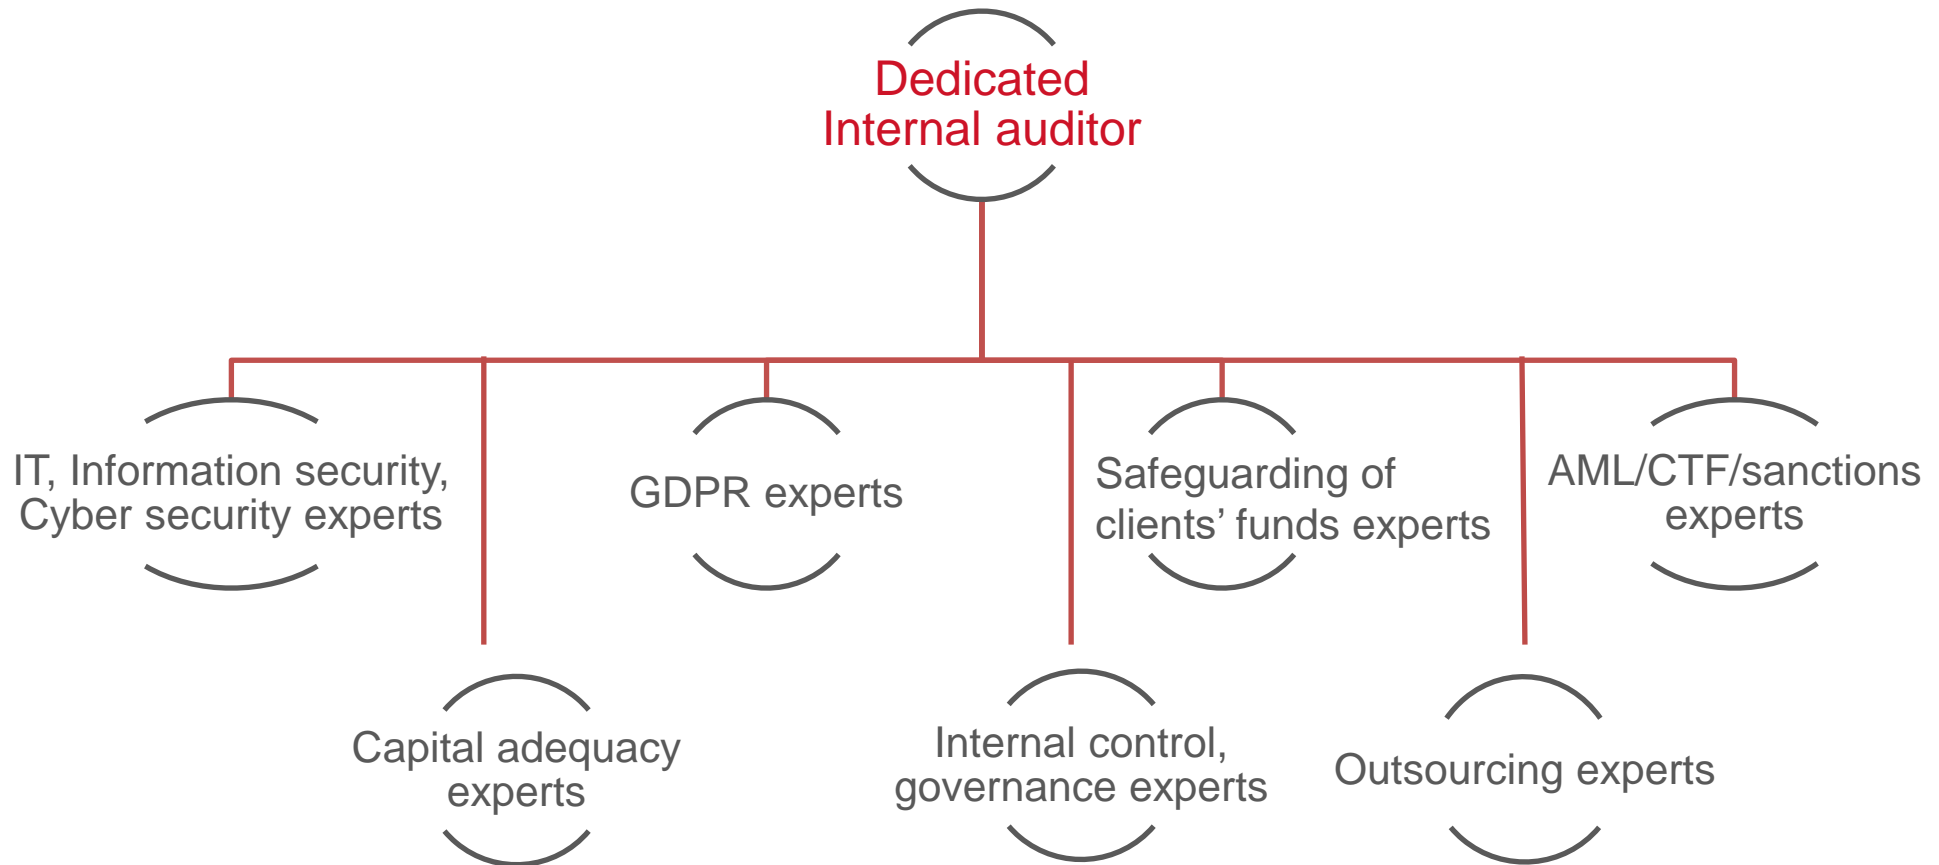 Dedicated
Internal auditor
IT, Information security,
Cyber security experts
GDPR experts
Safeguarding of
clients’ funds experts
AML/CTF/sanctions
experts
Capital adequacy
experts
Internal control,
governance experts
Outsourcing experts